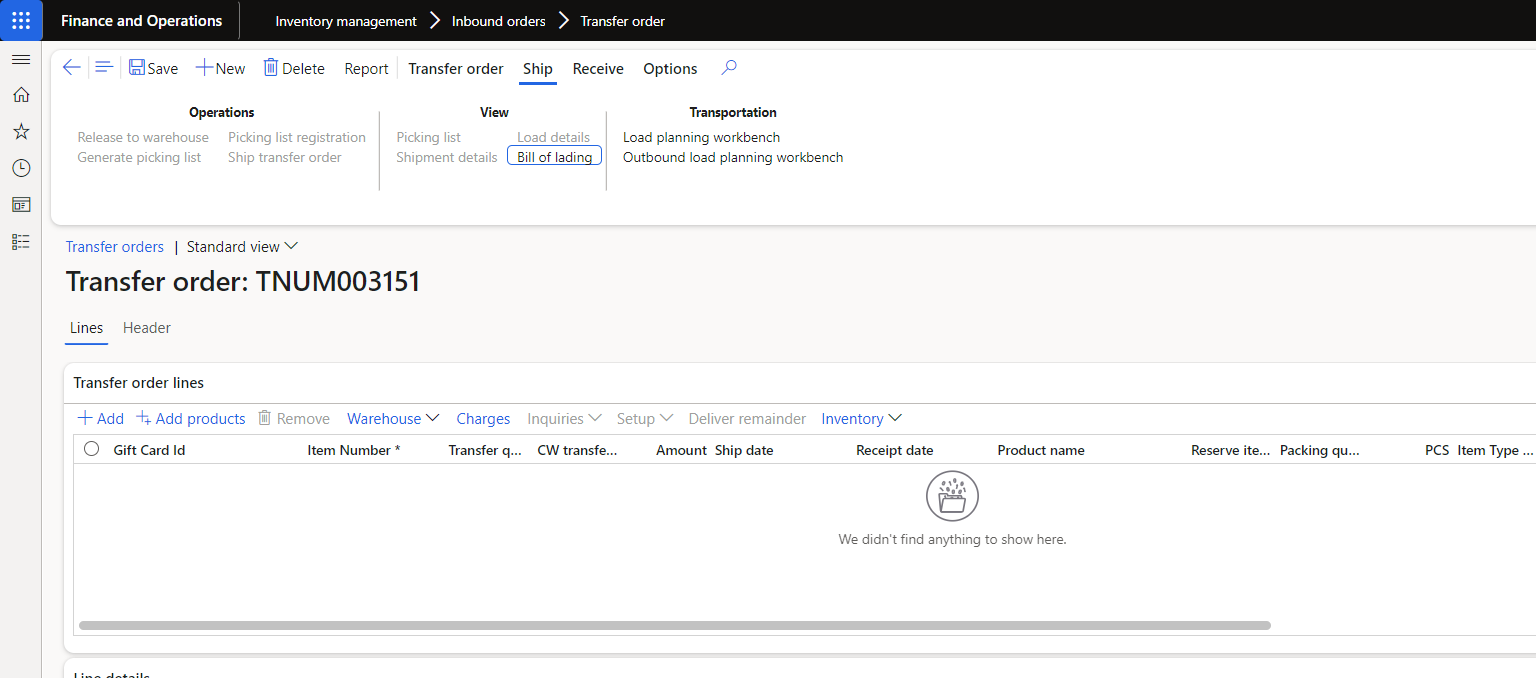 Finance and Operations
Inventory management Inbound orders Transfer order
Save New Delete Report Transfer order Ship Receive Options
Operations View Transportation
Release to warehouse Picking list registration Picking list Load details Load planning workbench
Generate picking list Ship transfer order Shipment details Bill of lading Outbound load planning workbench
Transfer orders | Standard view
Transfer order: TNUM003151
Lines Header
Transfer order lines
Add Add products Remove Warehouse Charges Inquiries Setup Deliver remainder Inventory
Gift Card Id Item Number * Transfer q... CW transfe... Amount Ship date Receipt date Product name Reserve ite... Packing qu... PCS Item Type ...
We didn't find anything to show here.
Line details